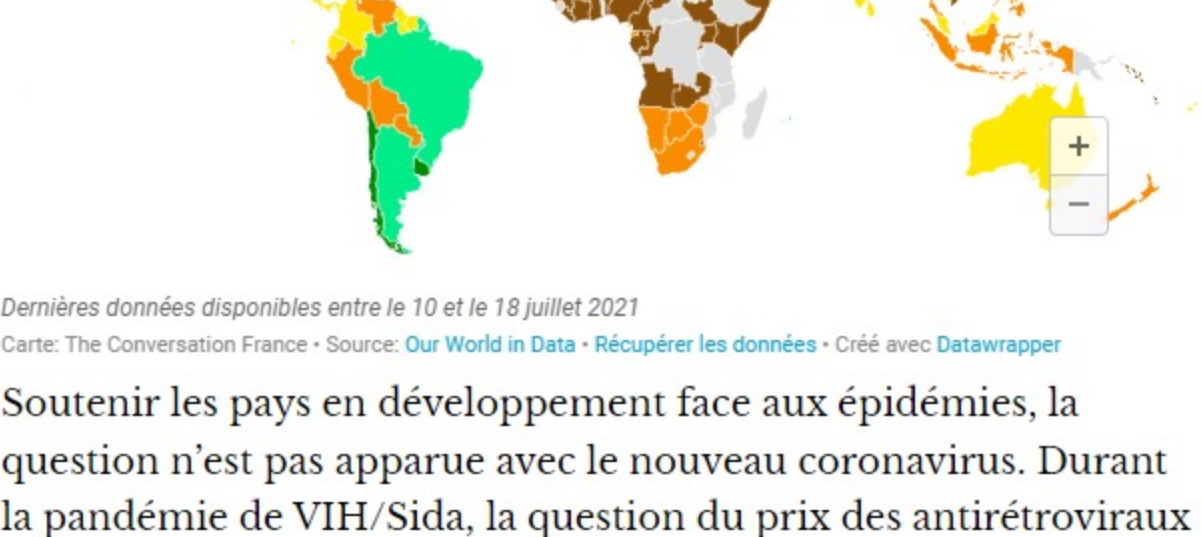 +
−
Dernières données disponibles entre le 10 et le 18 juillet 2021
Carte: The Conversation France • Source: Our World in Data • Récupérer les données • Créé avec Datawrapper
Soutenir les pays en développement face aux épidémies, la
question n’est pas apparue avec le nouveau coronavirus. Durant
la pandémie de VIH/Sida, la question du prix des antirétroviraux